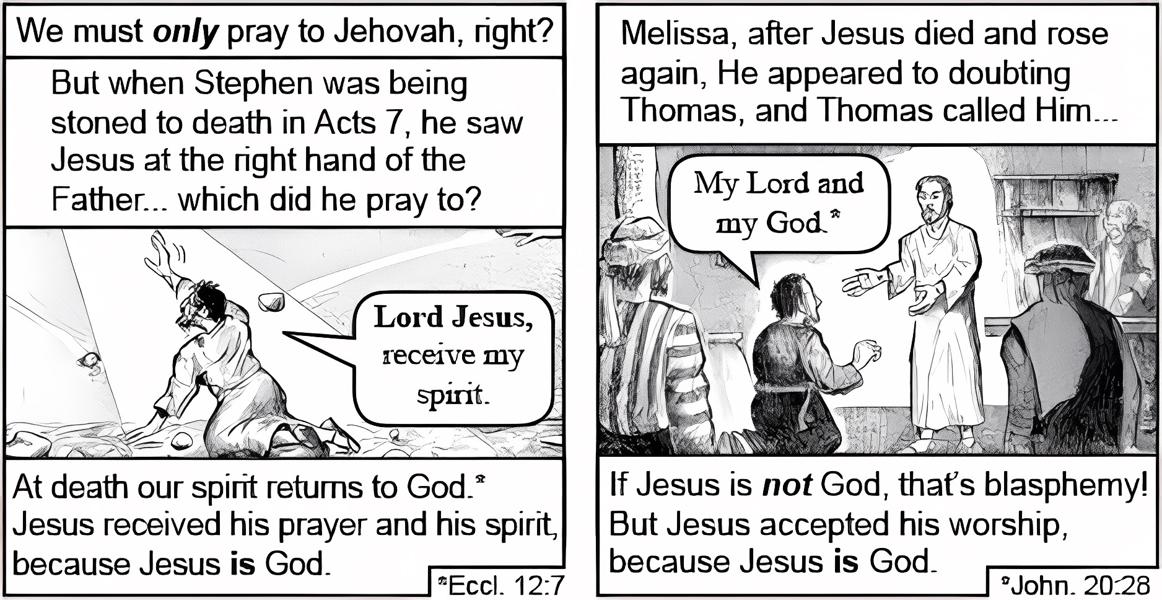 We must only pray to Jehovah, right?
But when Stephen was being
stoned to death in Acts 7, he saw
Jesus at the right hand of the
Father... which did he pray to?
Lord Jesus,
receive my
spirit.
At death our spirit returns to God.*
Jesus received his prayer and his spirit,
because Jesus is God.
*Eccl. 12:7
Melissa, after Jesus died and rose
again, He appeared to doubting
Thomas, and Thomas called Him...
My Lord and
my God.*
If Jesus is not God, that's blasphemy!
But Jesus accepted his worship,
because Jesus is God.
*John. 20:28